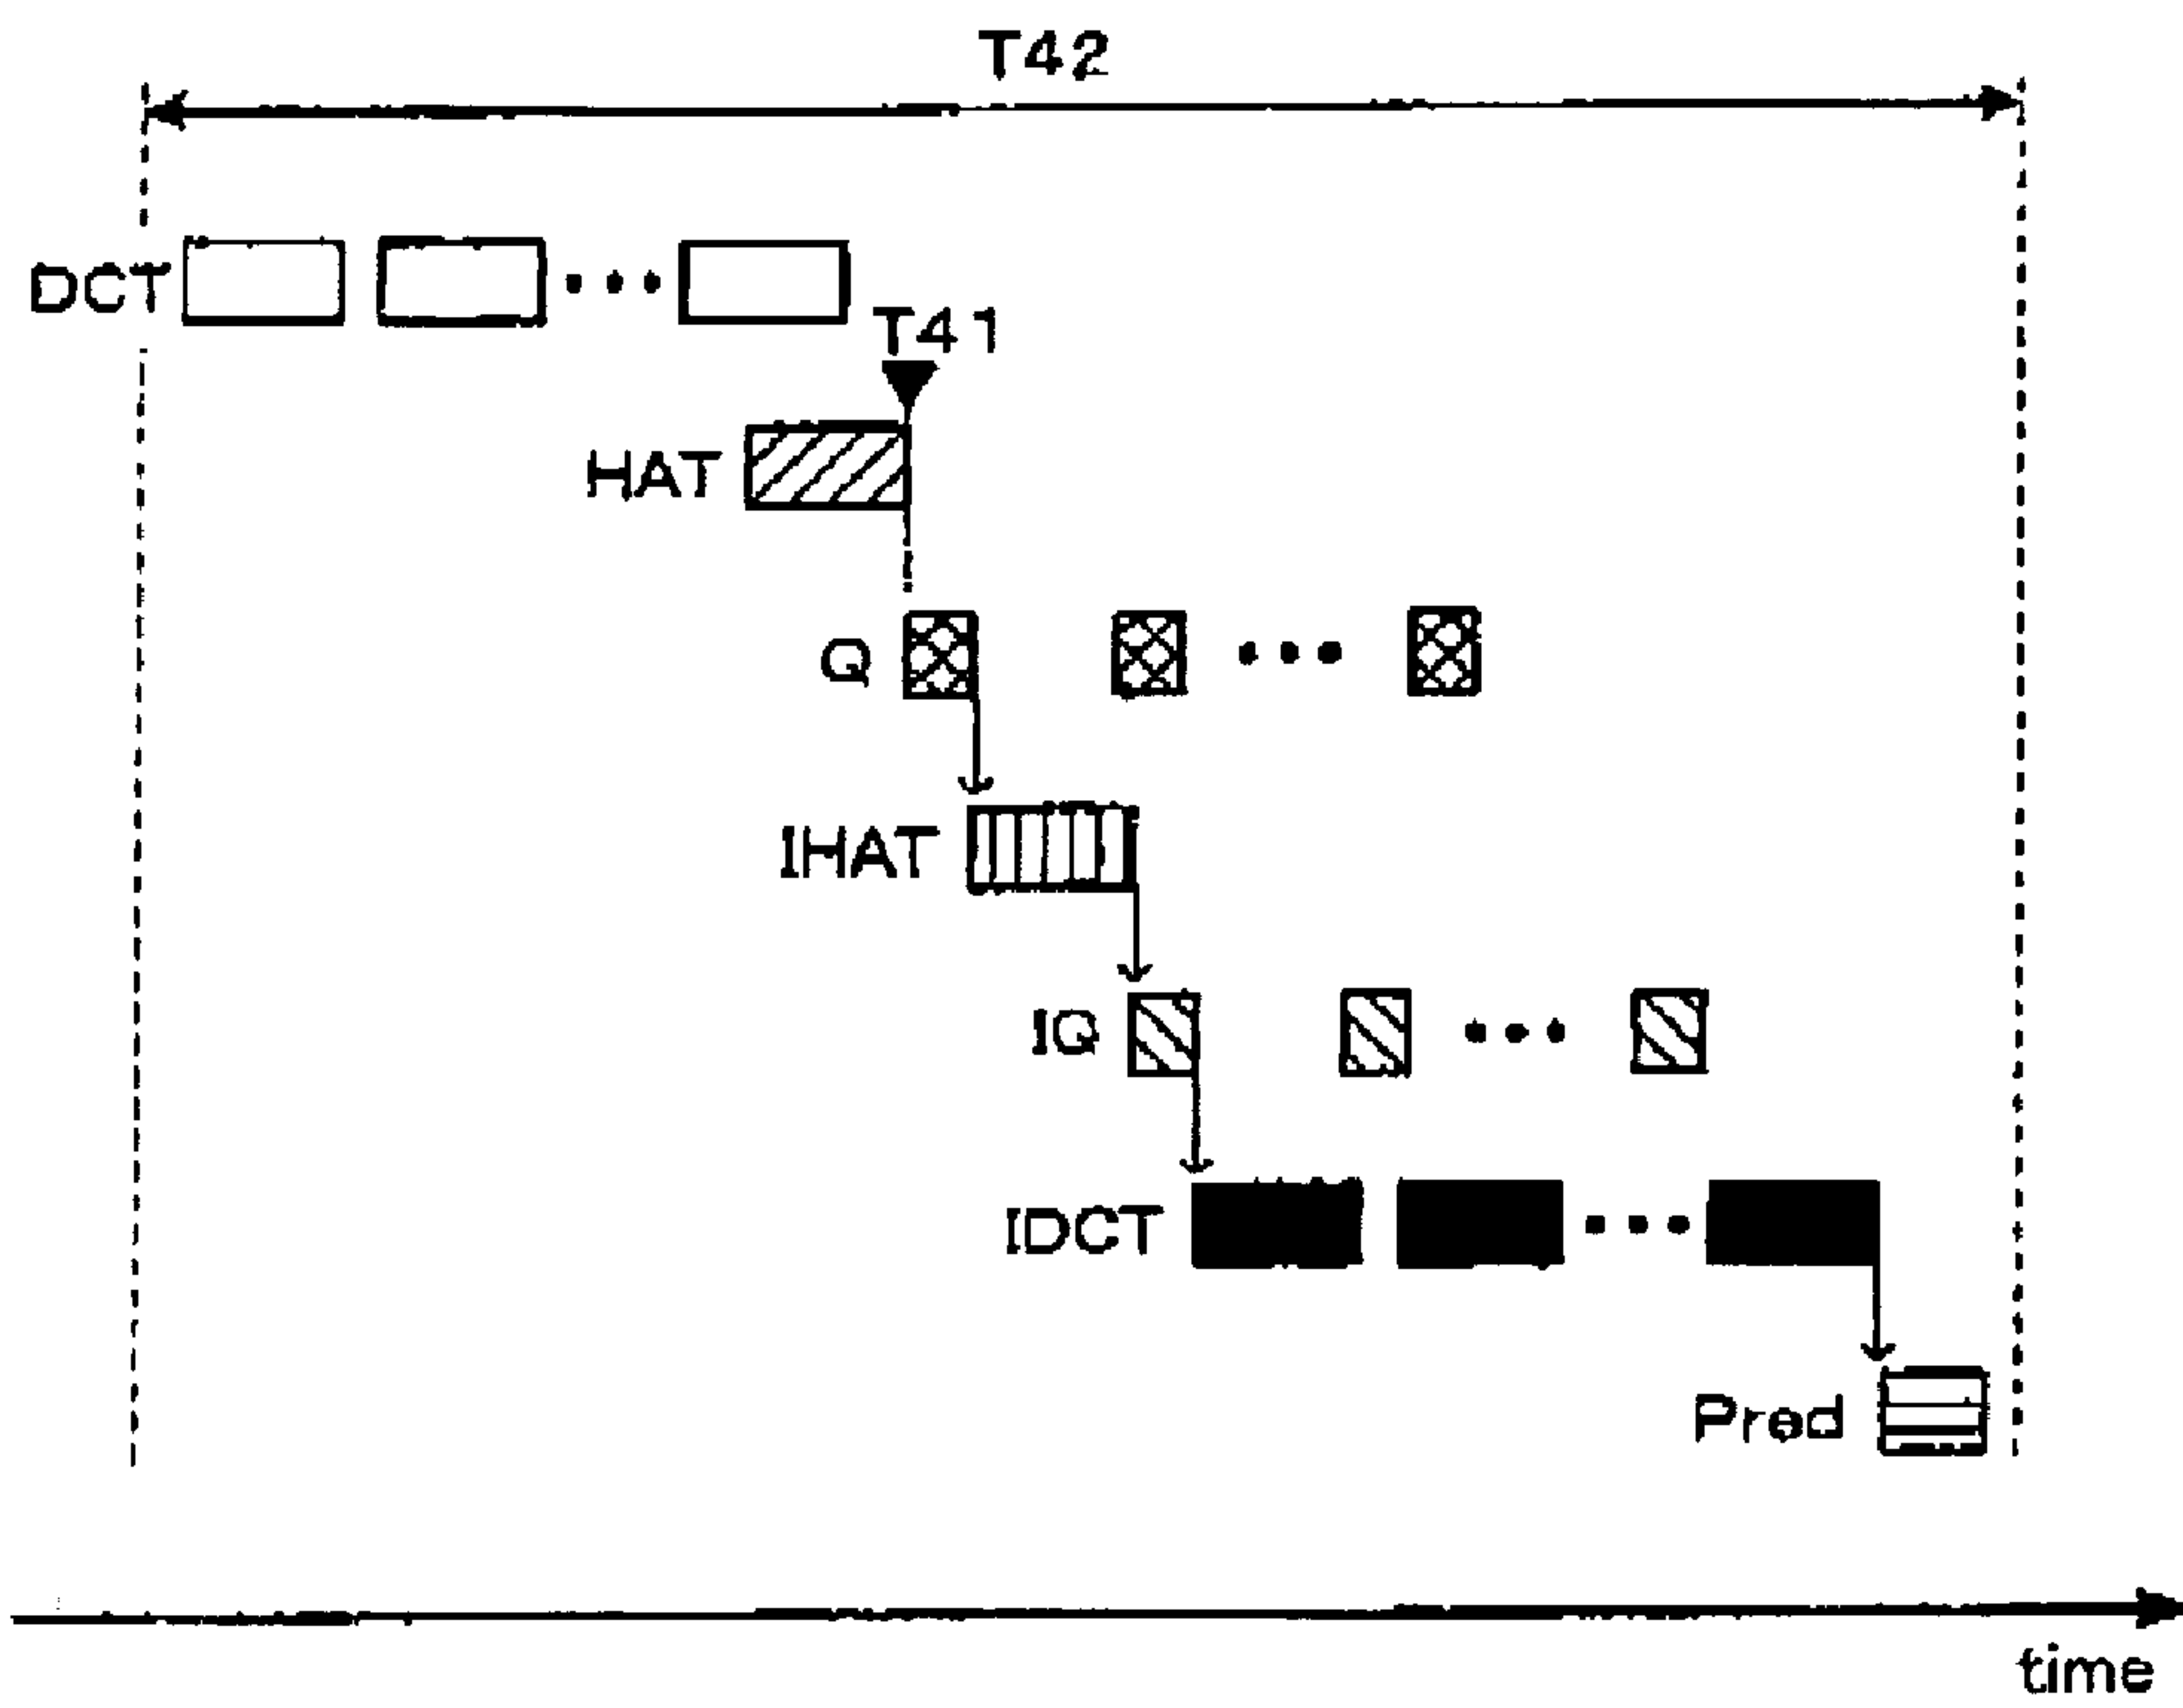 T42
DCT
T41
HAT
Q
IHAT
IQ
IDCT
Pred
time